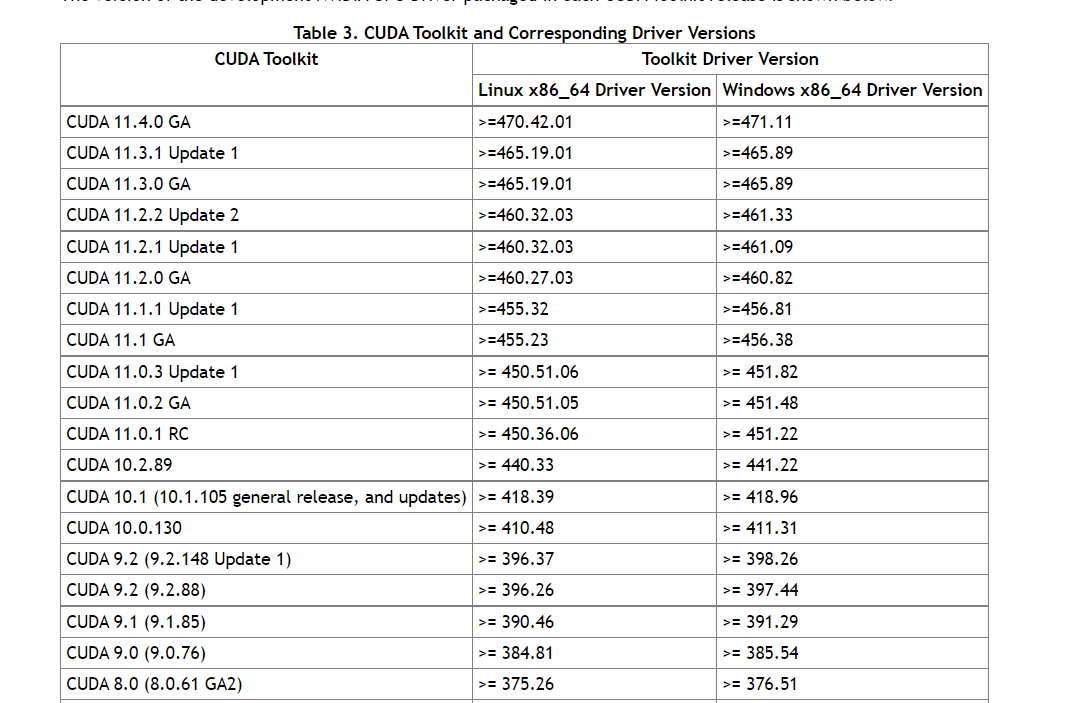 Table 3. CUDA Toolkit and Corresponding Driver Versions
CUDA Toolkit Toolkit Driver Version
Linux x86_64 Driver Version Windows x86_64 Driver Version
CUDA 11.4.0 GA >=470.42.01 >=471.11
CUDA 11.3.1 Update 1 >=465.19.01 >=465.89
CUDA 11.3.0 GA >=465.19.01 >=465.89
CUDA 11.2.2 Update 2 >=460.32.03 >=461.33
CUDA 11.2.1 Update 1 >=460.32.03 >=461.09
CUDA 11.2.0 GA >=460.27.03 >=460.82
CUDA 11.1.1 Update 1 >=455.32 >=456.81
CUDA 11.1 GA >=455.23 >=456.38
CUDA 11.0.3 Update 1 >= 450.51.06 >= 451.82
CUDA 11.0.2 GA >= 450.51.05 >= 451.48
CUDA 11.0.1 RC >= 450.36.06 >= 451.22
CUDA 10.2.89 >= 440.33 >= 441.22
CUDA 10.1 (10.1.105 general release, and updates) >= 418.39 >= 418.96
CUDA 10.0.130 >= 410.48 >= 411.31
CUDA 9.2 (9.2.148 Update 1) >= 396.37 >= 398.26
CUDA 9.2 (9.2.88) >= 396.26 >= 397.44
CUDA 9.1 (9.1.85) >= 390.46 >= 391.29
CUDA 9.0 (9.0.76) >= 384.81 >= 385.54
CUDA 8.0 (8.0.61 GA2) >= 375.26 >= 376.51